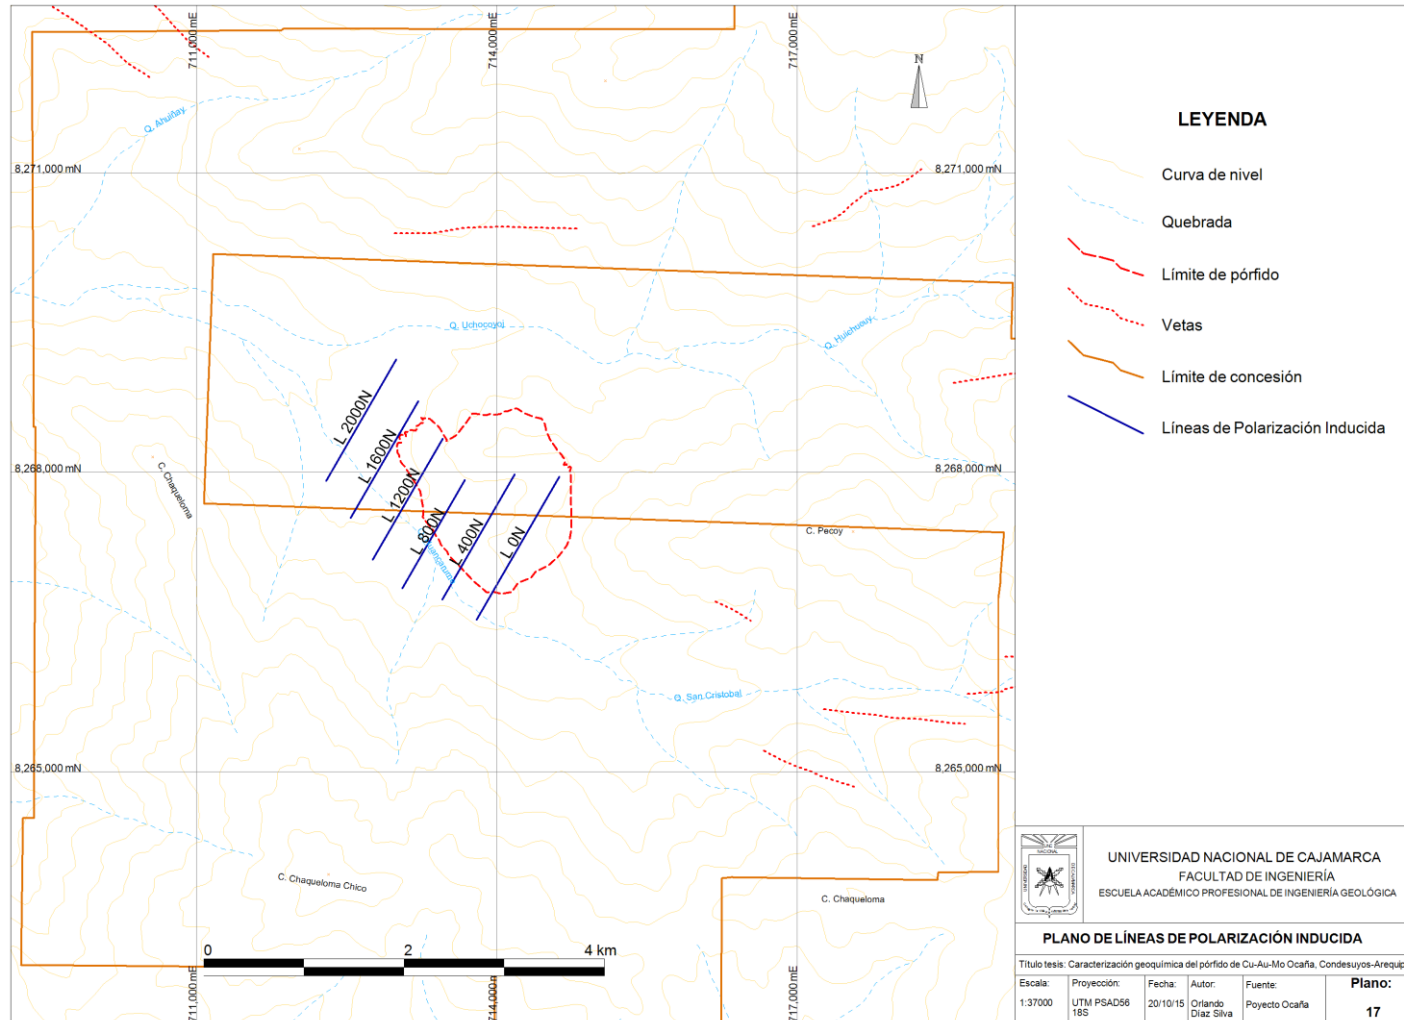 711,000 mE
714,000 mE
717,000 mE
N
Q. Ahuiñay
8,271,000 mN
8,271,000 mN
Q. Uchocoyoj
Q. Huichuouy
L 2000N
L 1600N
L 1200N
L 800N
L 400N
L 0N
8,268,000 mN
8,268,000 mN
C. Chaqueloma
C. Pecoy
Q. San Cristobal
8,265,000 mN
8,265,000 mN
C. Chaqueloma Chico
C. Chaqueloma
0
2
4 km
711,000 mE
714,000 mE
717,000 mE
LEYENDA
Curva de nivel
Quebrada
Límite de pórfido
Vetas
Límite de concesión
Líneas de Polarización Inducida
UNIVERSIDAD NACIONAL DE CAJAMARCA
FACULTAD DE INGENIERÍA
ESCUELA ACADÉMICO PROFESIONAL DE INGENIERÍA GEOLÓGICA
PLANO DE LÍNEAS DE POLARIZACIÓN INDUCIDA
Título tesis: Caracterización geoquímica del pórfido de Cu-Au-Mo Ocaña, Condesuyos-Arequip
Escala:
1:37000
Proyección:
UTM PSAD56
18S
Fecha:
20/10/15
Autor:
Orlando
Díaz Silva
Fuente:
Poyecto Ocaña
Plano:
17